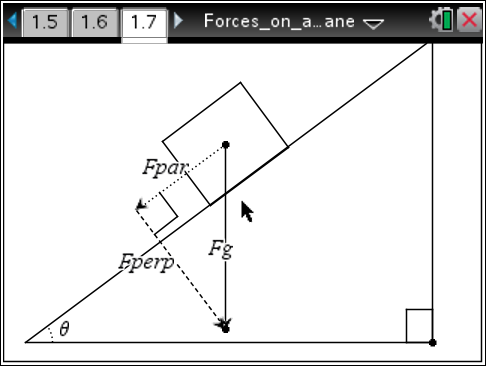 1.5 1.6 1.7 Forces_on_a…ane
Fpar
Fperp
Fg
θ